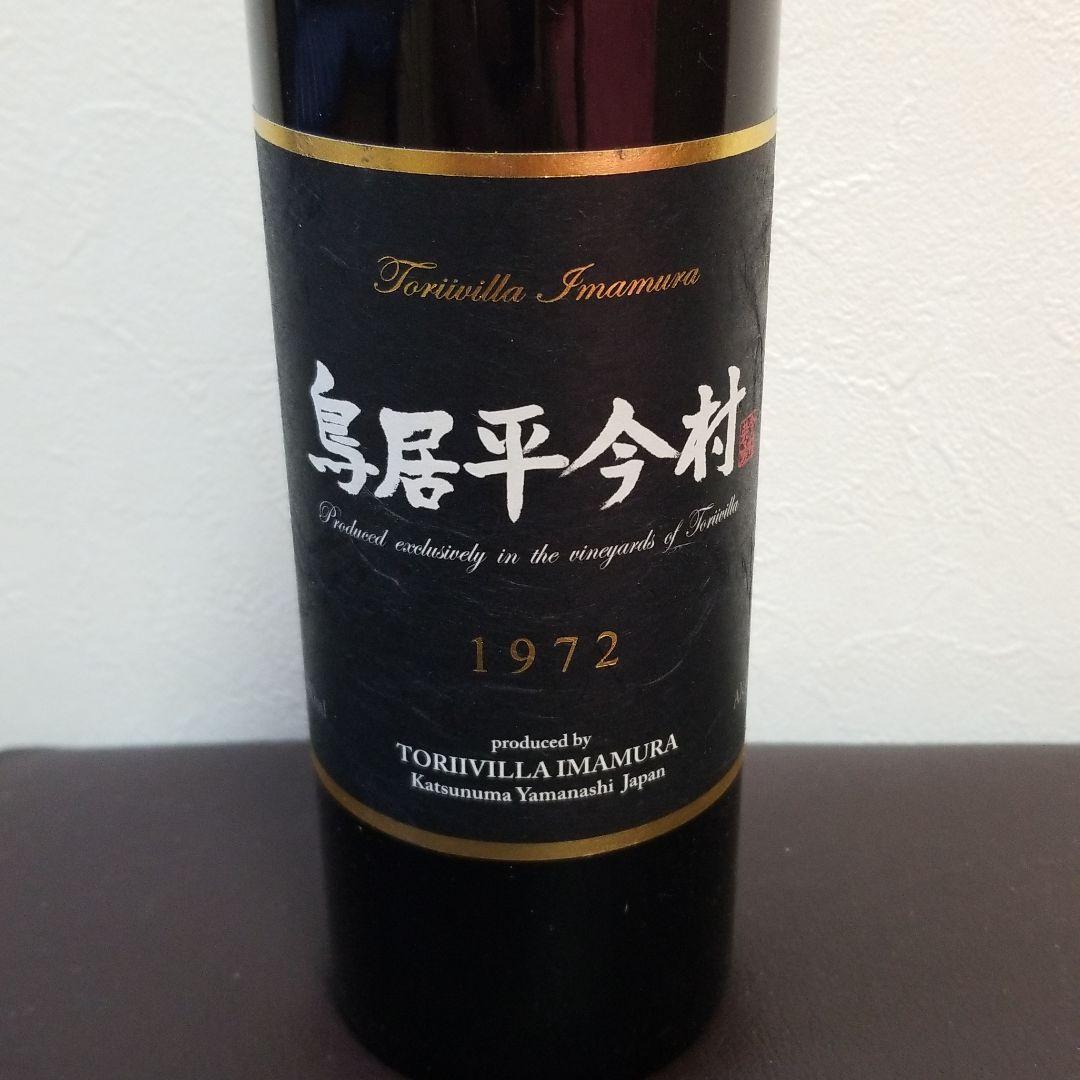 Toriivilla Imamura
鳥居平今村
Produced exclusively in the vineyards of Toriivilla
1972
produced by
TORIIVILLA IMAMURA
Katsunuma Yamanashi Japan